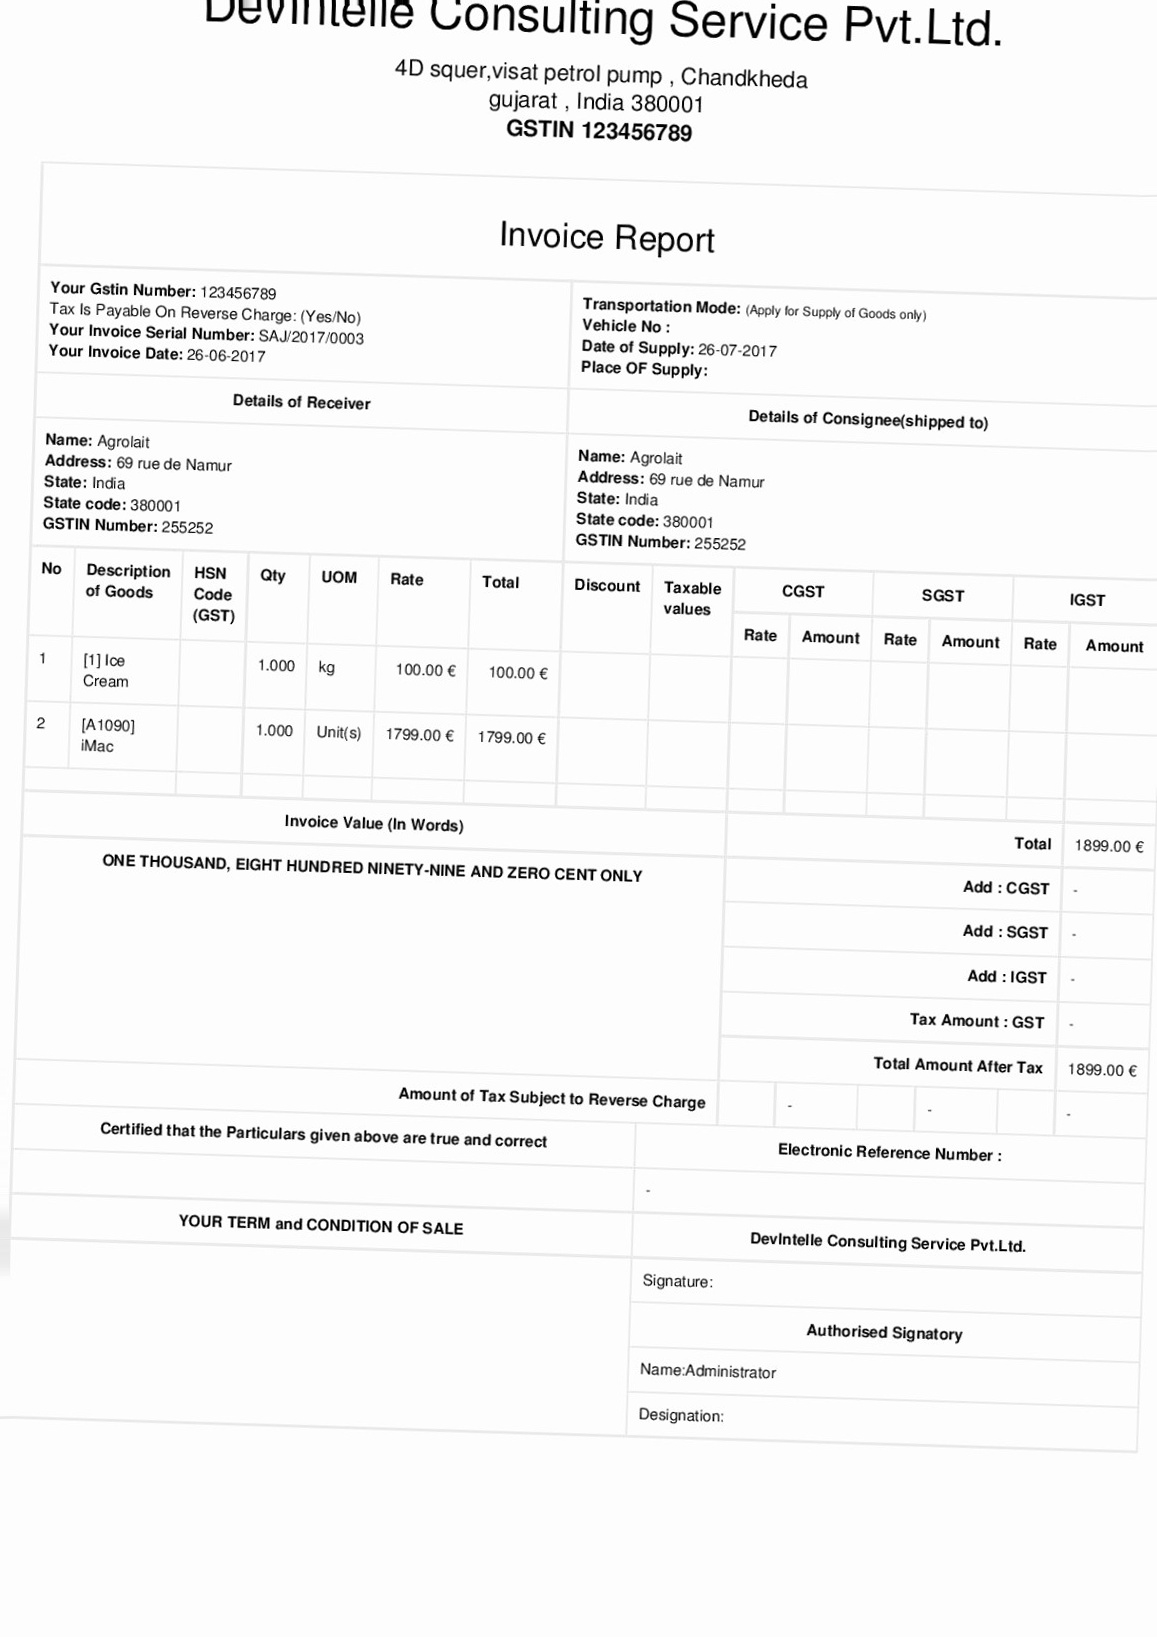 DevIntelle Consulting Service Pvt.Ltd.
4D squer,visat petrol pump , Chandkheda
gujarat , India 380001
GSTIN 123456789
Invoice Report
Your Gstin Number: 123456789
Tax Is Payable On Reverse Charge: (Yes/No)
Your Invoice Serial Number: SAJ/2017/0003
Your Invoice Date: 26-06-2017
Transportation Mode: (Apply for Supply of Goods only)
Vehicle No :
Date of Supply: 26-07-2017
Place OF Supply:
Details of Receiver
Details of Consignee(shipped to)
Name: Agrolait
Address: 69 rue de Namur
State: India
State code: 380001
GSTIN Number: 255252
Name: Agrolait
Address: 69 rue de Namur
State: India
State code: 380001
GSTIN Number: 255252
No
Description
of Goods
HSN
Code
(GST)
Qty
UOM
Rate
Total
Discount
Taxable
values
CGST
SGST
IGST
Rate
Amount
Rate
Amount
Rate
Amount
1
[1] Ice
Cream
1.000
kg
100.00 €
100.00 €
2
[A1090]
iMac
1.000
Unit(s)
1799.00 €
1799.00 €
Invoice Value (In Words)
Total
1899.00 €
ONE THOUSAND, EIGHT HUNDRED NINETY-NINE AND ZERO CENT ONLY
Add : CGST
-
Add : SGST
-
Add : IGST
-
Tax Amount : GST
-
Total Amount After Tax
1899.00 €
Amount of Tax Subject to Reverse Charge
-
-
-
Certified that the Particulars given above are true and correct
Electronic Reference Number :
-
YOUR TERM and CONDITION OF SALE
DevIntelle Consulting Service Pvt.Ltd.
Signature:
Authorised Signatory
Name:Administrator
Designation: